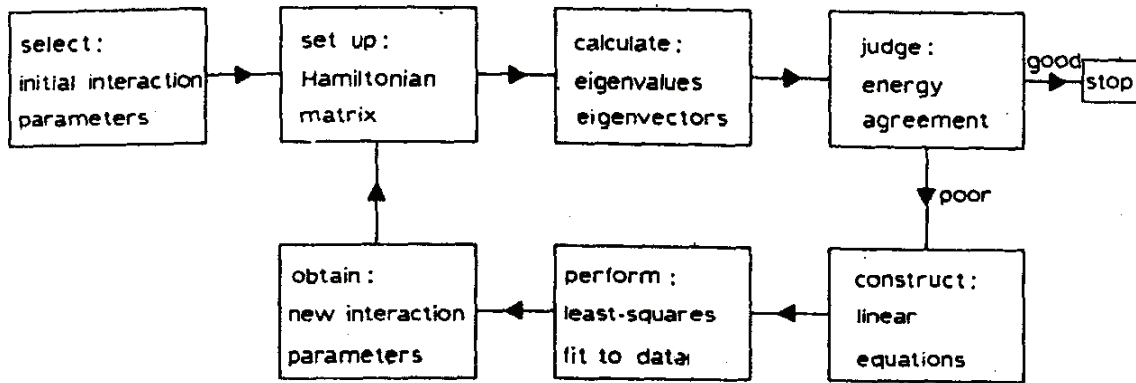 select:
initial interaction
parameters
set up:
Hamiltonian
matrix
calculate:
eigenvalues
eigenvectors
judge:
energy
agreement
good
stop
poor
construct:
linear
equations
perform:
least-squares
fit to data
obtain:
new interaction
parameters